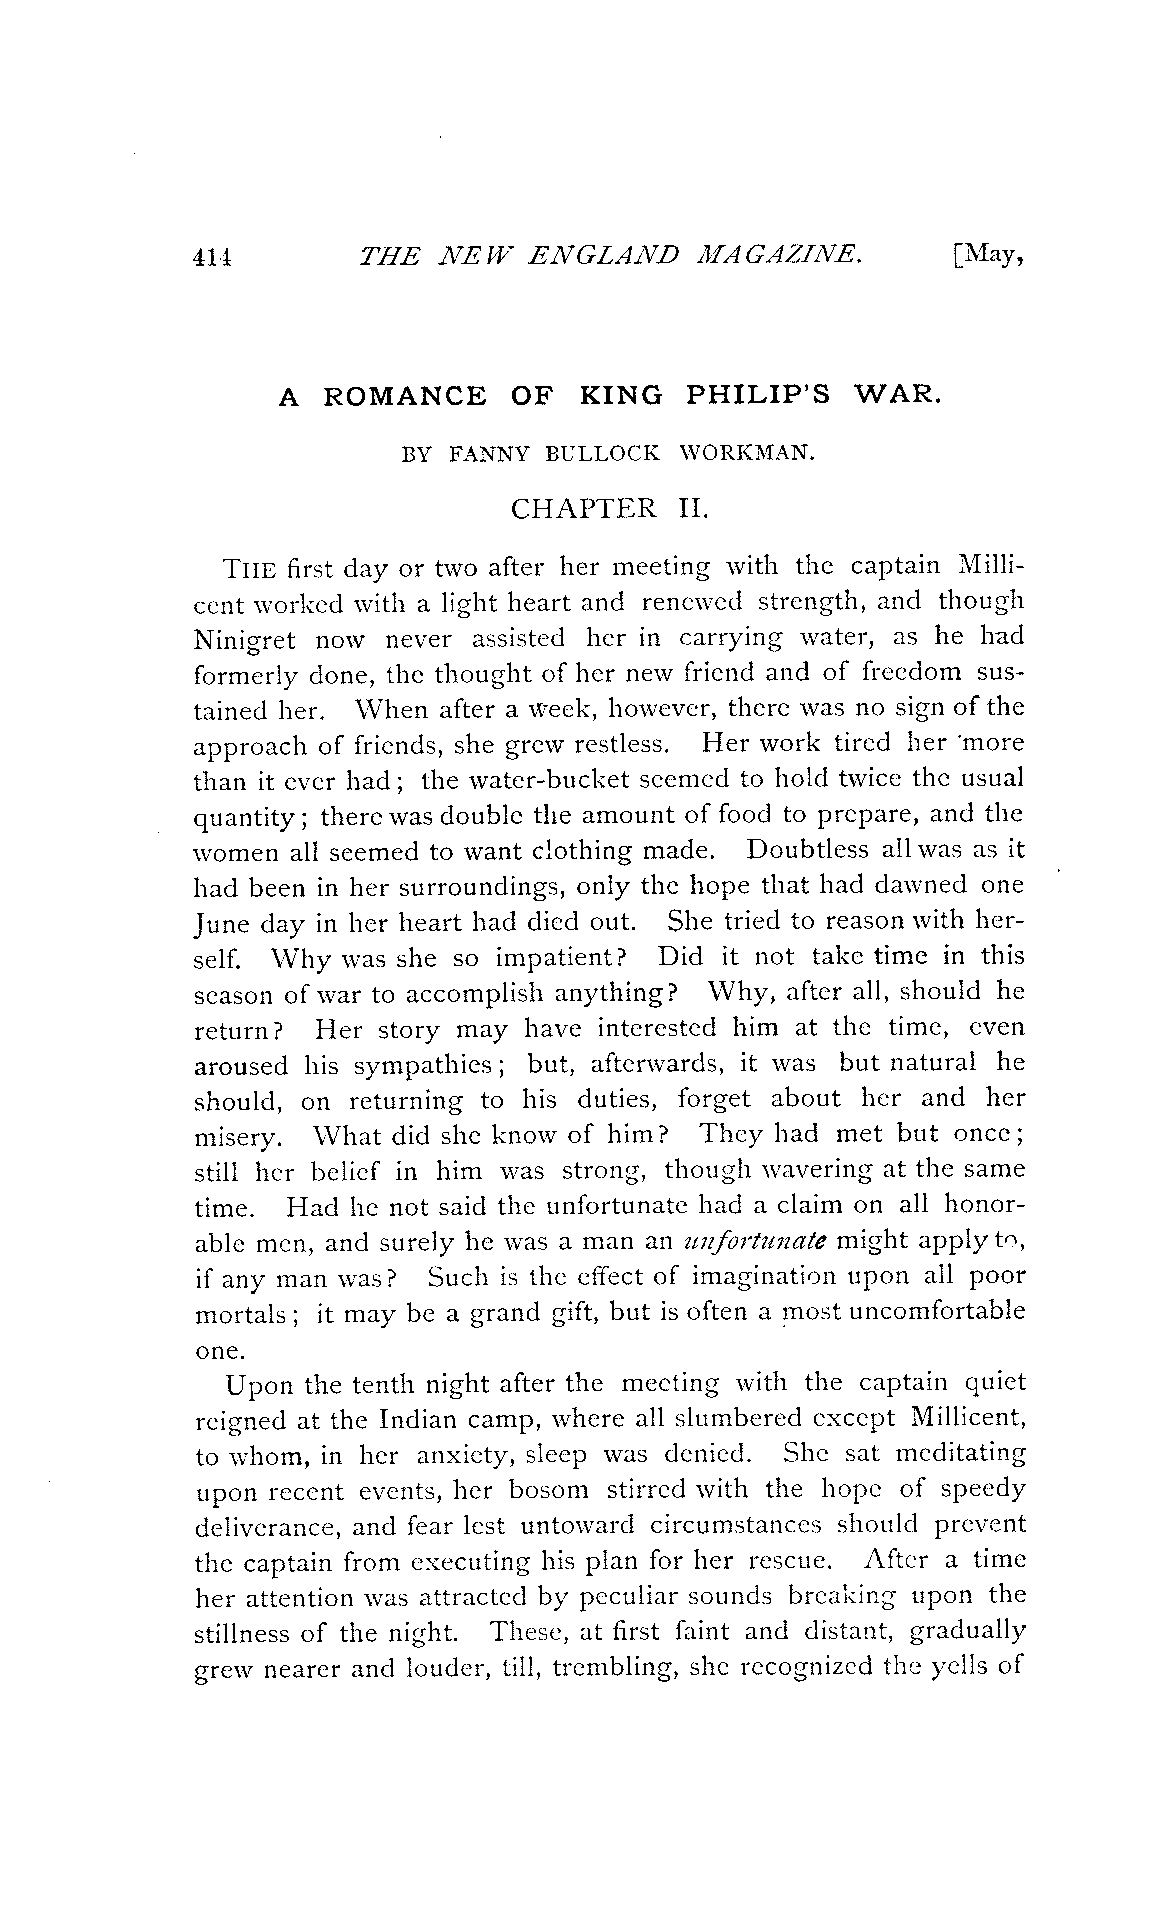 414 THE NEW ENGLAND MAGAZINE. [May,
A ROMANCE OF KING PHILIP'S WAR.
BY FANNY BULLOCK WORKMAN.
CHAPTER II.
THE first day or two after her meeting with the captain Milli-
cent worked with a light heart and renewed strength, and though
Ninigret now never assisted her in carrying water, as he had
formerly done, the thought of her new friend and of freedom sus-
tained her. When after a week, however, there was no sign of the
approach of friends, she grew restless. Her work tired her more
than it ever had; the water-bucket seemed to hold twice the usual
quantity; there was double the amount of food to prepare, and the
women all seemed to want clothing made. Doubtless all was as it
had been in her surroundings, only the hope that had dawned one
June day in her heart had died out. She tried to reason with her-
self. Why was she so impatient? Did it not take time in this
season of war to accomplish anything? Why, after all, should he
return? Her story may have interested him at the time, even
aroused his sympathies; but, afterwards, it was but natural he
should, on returning to his duties, forget about her and her
misery. What did she know of him? They had met but once;
still her belief in him was strong, though wavering at the same
time. Had he not said the unfortunate had a claim on all honor-
able men, and surely he was a man an unfortunate might apply to,
if any man was? Such is the effect of imagination upon all poor
mortals; it may be a grand gift, but is often a most uncomfortable
one.
Upon the tenth night after the meeting with the captain quiet
reigned at the Indian camp, where all slumbered except Millicent,
to whom, in her anxiety, sleep was denied. She sat meditating
upon recent events, her bosom stirred with the hope of speedy
deliverance, and fear lest untoward circumstances should prevent
the captain from executing his plan for her rescue. After a time
her attention was attracted by peculiar sounds breaking upon the
stillness of the night. These, at first faint and distant, gradually
grew nearer and louder, till, trembling, she recognized the yells of